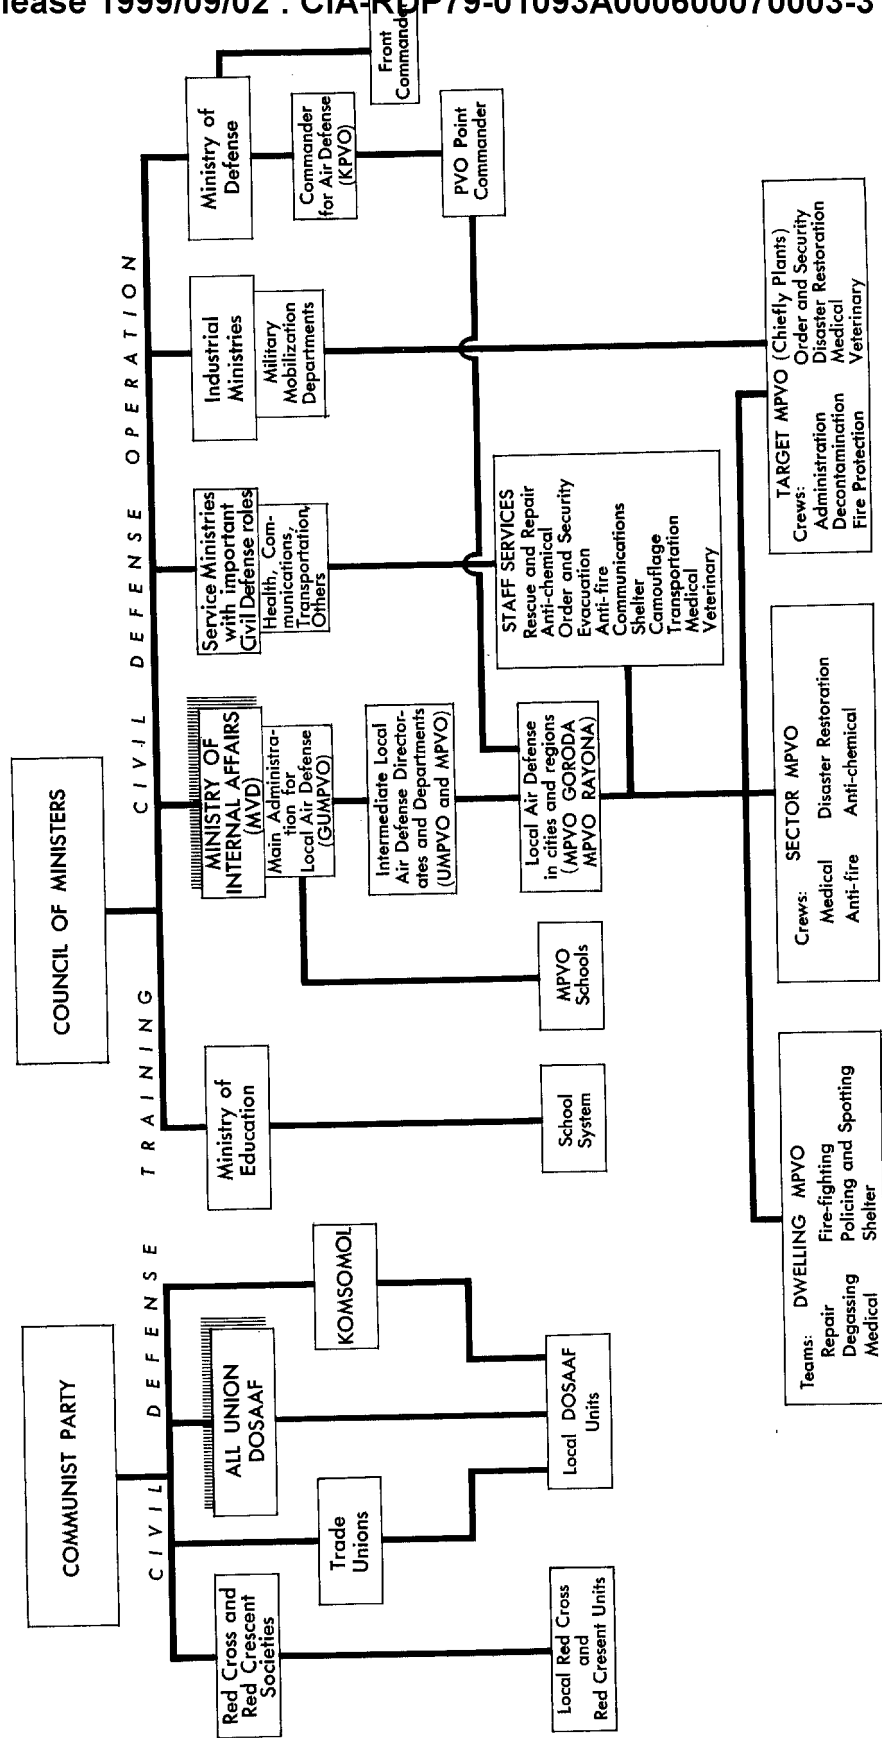 lease 1999/09/02 : CIA-RDP79-01093A000600070003-3
COMMUNIST PARTY
COUNCIL OF MINISTERS
CIVIL DEFENSE TRAINING
CIVIL DEFENSE OPERATION
Red Cross and
Red Crescent
Societies
Trade
Unions
ALL UNION
DOSAAF
KOMSOMOL
Local Red Cross
and
Red Cresent Units
Local DOSAAF
Units
Ministry of
Education
School
System
MINISTRY OF
INTERNAL AFFAIRS
(MVD)
Main Administra-
tion for
Local Air Defense
(GUMPVO)
MPVO
Schools
Intermediate Local
Air Defense Director-
ates and Departments
(UMPVO and MPVO)
Local Air Defense
in cities and regions
(MPVO GORODA
MPVO RAYONA)
Service Ministries
with important
Civil Defense roles
Health, Com-
munications,
Transportation,
Others
STAFF SERVICES
Rescue and Repair
Anti-chemical
Order and Security
Evacuation
Anti-fire
Communications
Shelter
Camouflage
Transportation
Medical
Veterinary
Industrial
Ministries
Military
Mobilization
Departments
Ministry of
Defense
Commander
for Air Defense
(KPVO)
Front
Commander
PVO Point
Commander
DWELLING MPVO
Teams:
Repair Fire-fighting
Degassing Policing and Spotting
Medical Shelter
SECTOR MPVO
Crews:
Medical Disaster Restoration
Anti-fire Anti-chemical
TARGET MPVO (Chiefly Plants)
Crews: Order and Security
Administration Disaster Restoration
Decontamination Medical
Fire Protection Veterinary